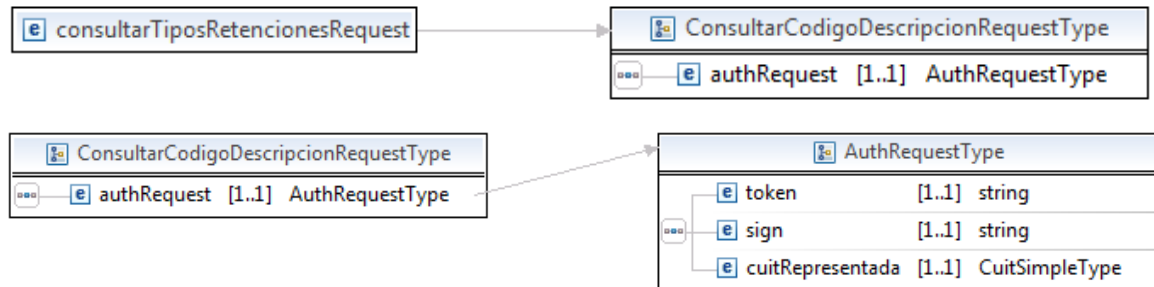 consultarTiposRetencionesRequest
ConsultarCodigoDescripcionRequestType
authRequest [1..1] AuthRequestType
ConsultarCodigoDescripcionRequestType
authRequest [1..1] AuthRequestType
AuthRequestType
token [1..1] string
sign [1..1] string
cuitRepresentada [1..1] CuitSimpleType